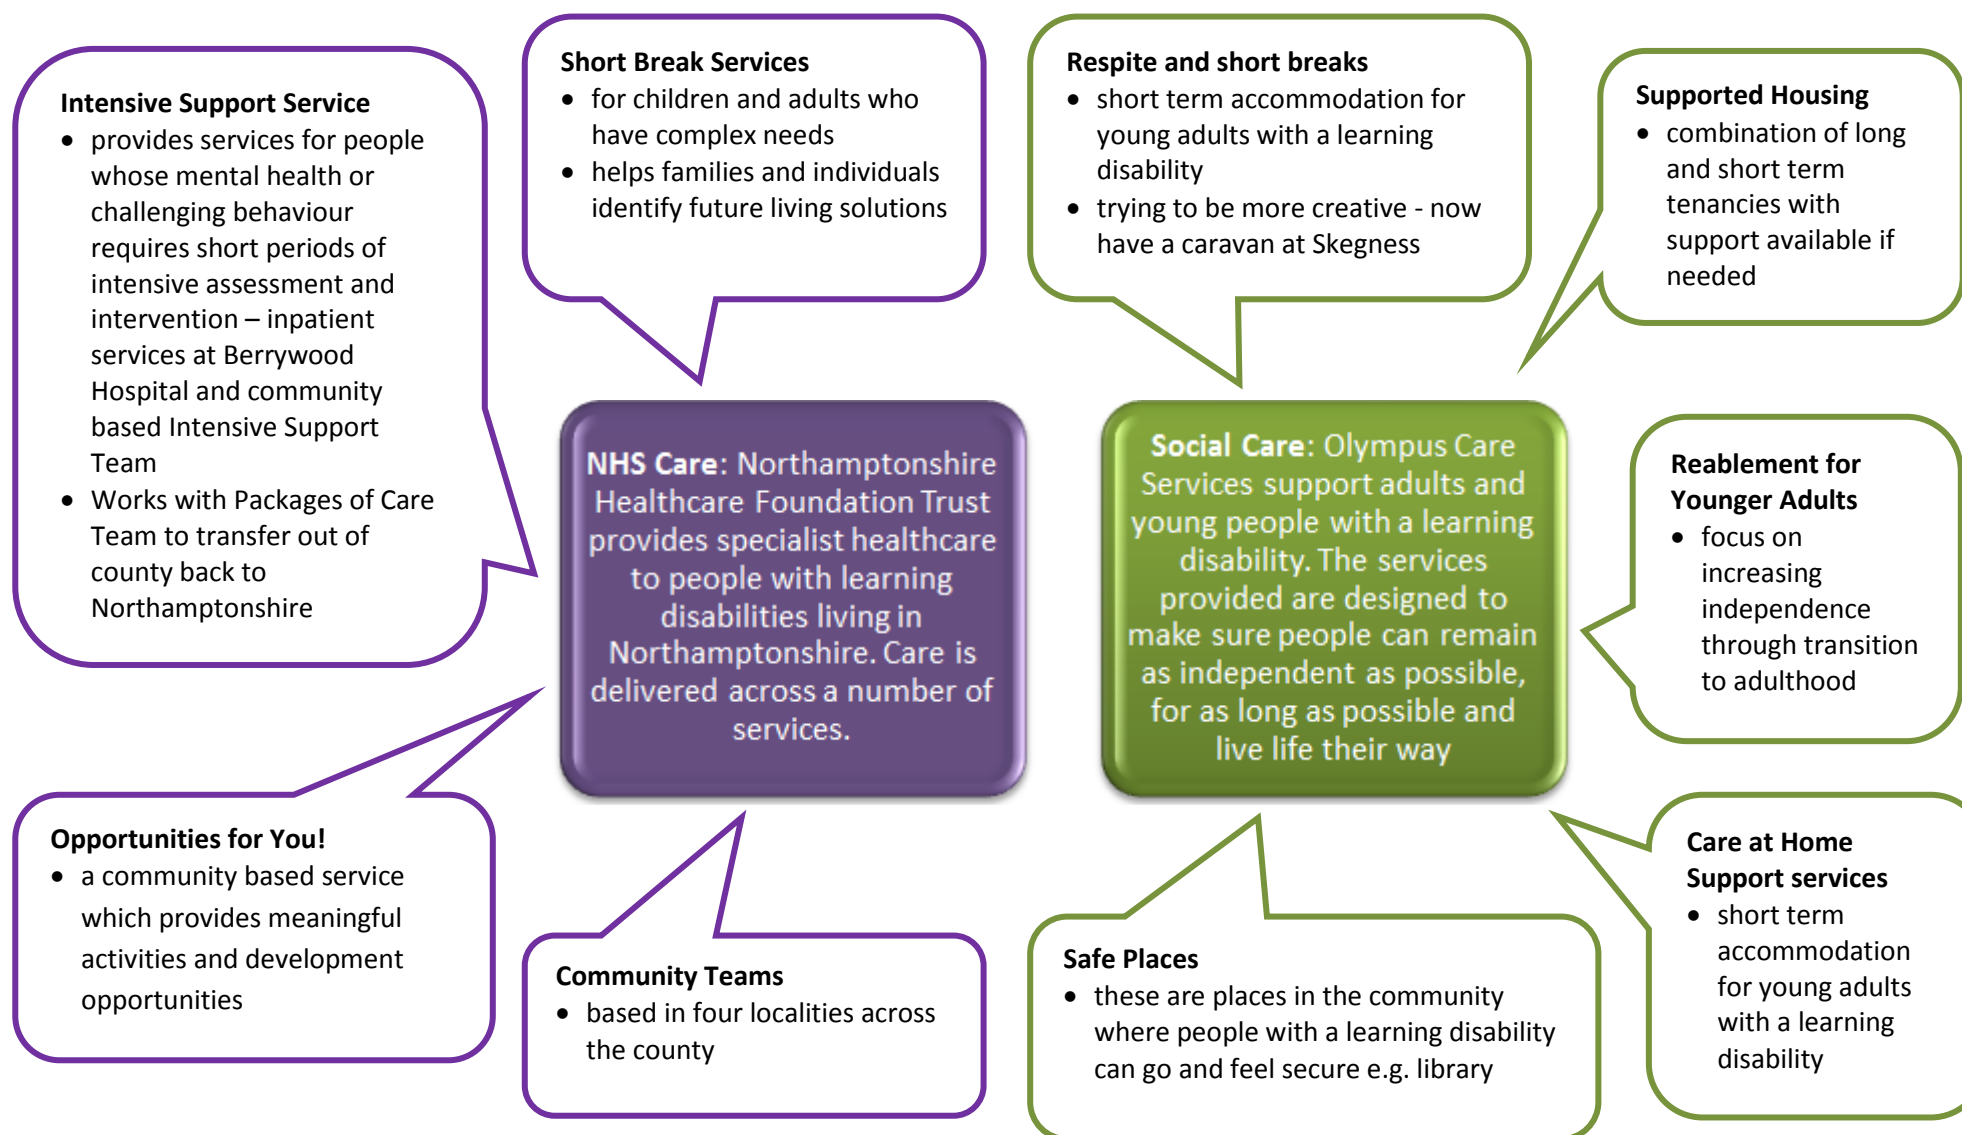 Intensive Support Service
• provides services for people
whose mental health or
challenging behaviour
requires short periods of
intensive assessment and
intervention – inpatient
services at Berrywood
Hospital and community
based Intensive Support
Team
• Works with Packages of Care
Team to transfer out of
county back to
Northamptonshire
Short Break Services
• for children and adults who
have complex needs
• helps families and individuals
identify future living solutions
Respite and short breaks
• short term accommodation for
young adults with a learning
disability
• trying to be more creative - now
have a caravan at Skegness
Supported Housing
• combination of long
and short term
tenancies with
support available if
needed
NHS Care: Northamptonshire
Healthcare Foundation Trust
provides specialist healthcare
to people with learning
disabilities living in
Northamptonshire. Care is
delivered across a number of
services.
Social Care: Olympus Care
Services support adults and
young people with a learning
disability. The services
provided are designed to
make sure people can remain
as independent as possible,
for as long as possible and
live life their way
Reablement for
Younger Adults
• focus on
increasing
independence
through transition
to adulthood
Opportunities for You!
• a community based service
which provides meaningful
activities and development
opportunities
Community Teams
• based in four localities across
the county
Safe Places
• these are places in the community
where people with a learning disability
can go and feel secure e.g. library
Care at Home
Support services
• short term
accommodation
for young adults
with a learning
disability